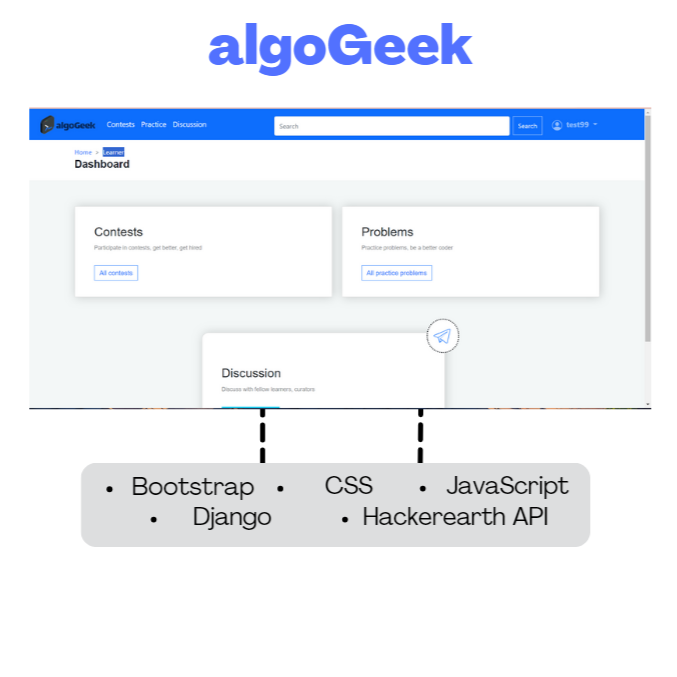 algoGeek
algoGeek Contests Practice Discussion Search Search test99
Home > Learner
Dashboard
Contests
Participate in contests, get better, get hired
All contests
Problems
Practice problems, be a better coder
All practice problems
Discussion
Discuss with fellow learners, curators
• Bootstrap • CSS • JavaScript
• Django • Hackerearth API